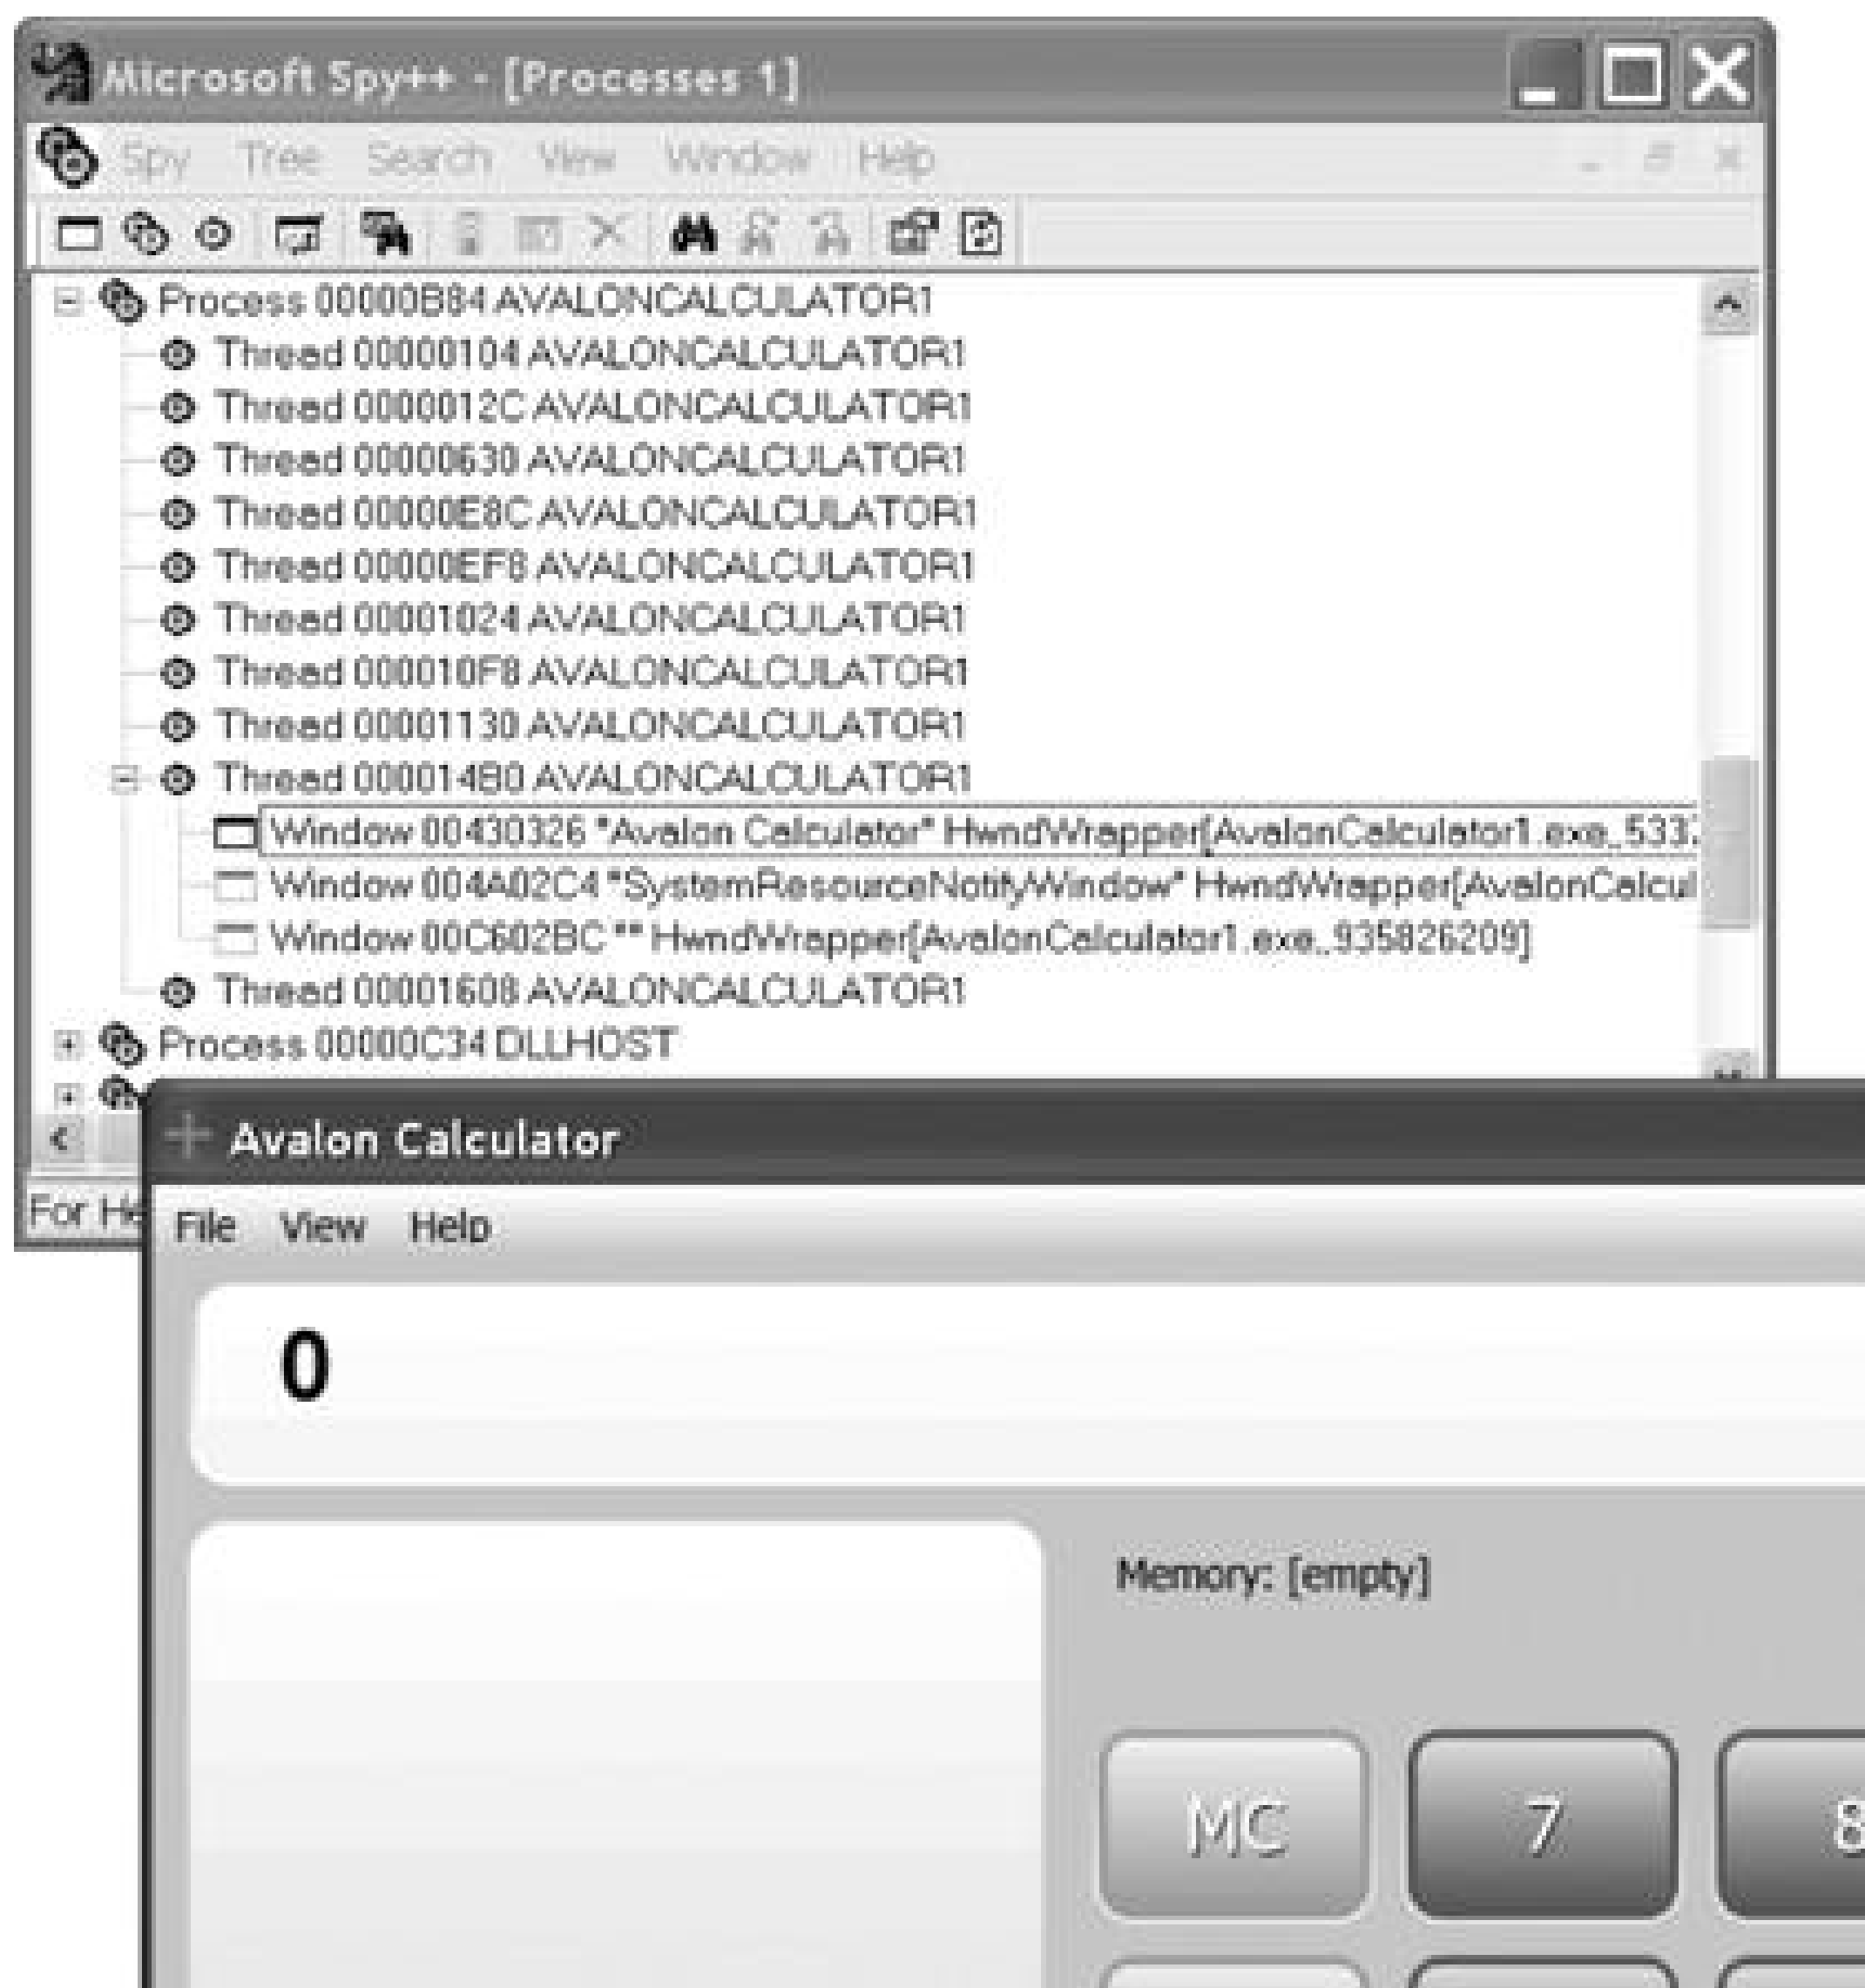 Microsoft Spy++ - [Processes 1]
Spy Tree Search View Window Help
Process 00000B84 AVALONCALCULATOR1
Thread 00000104 AVALONCALCULATOR1
Thread 0000012C AVALONCALCULATOR1
Thread 00000630 AVALONCALCULATOR1
Thread 00000E8C AVALONCALCULATOR1
Thread 00000EF8 AVALONCALCULATOR1
Thread 00001024 AVALONCALCULATOR1
Thread 000010F8 AVALONCALCULATOR1
Thread 00001130 AVALONCALCULATOR1
Thread 000014B0 AVALONCALCULATOR1
Window 00430326 "Avalon Calculator" HwndWrapper[AvalonCalculator1.exe,,533
Window 004A02C4 "SystemResourceNotifyWindow" HwndWrapper[AvalonCalcul
Window 00C602BC "" HwndWrapper[AvalonCalculator1.exe,,935826209]
Thread 00001608 AVALONCALCULATOR1
Process 00000C34 DLLHOST
For He
Avalon Calculator
File View Help
0
Memory: [empty]
MC 7 8